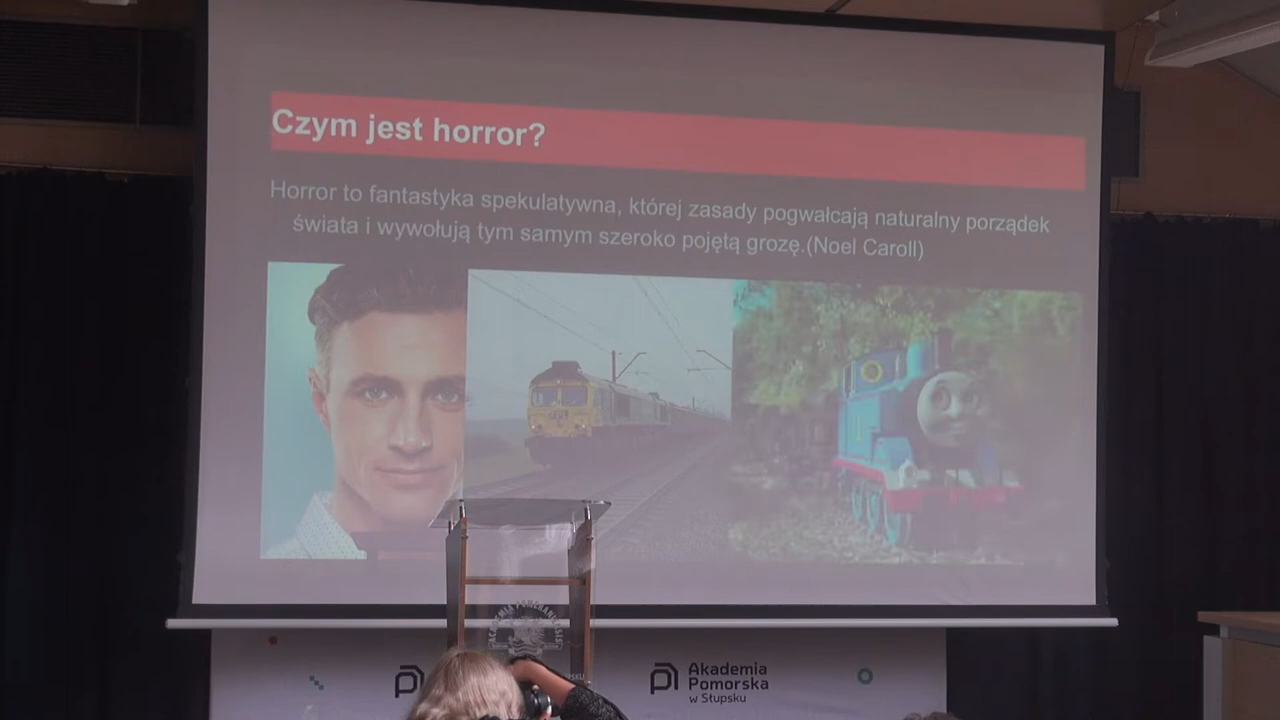 Czym jest horror?
Horror to fantastyka spekulatywna, której zasady pogwałcają naturalny porządek
świata i wywołują tym samym szeroko pojętą grozę.(Noel Caroll)
Akademia
Pomorska
w Słupsku